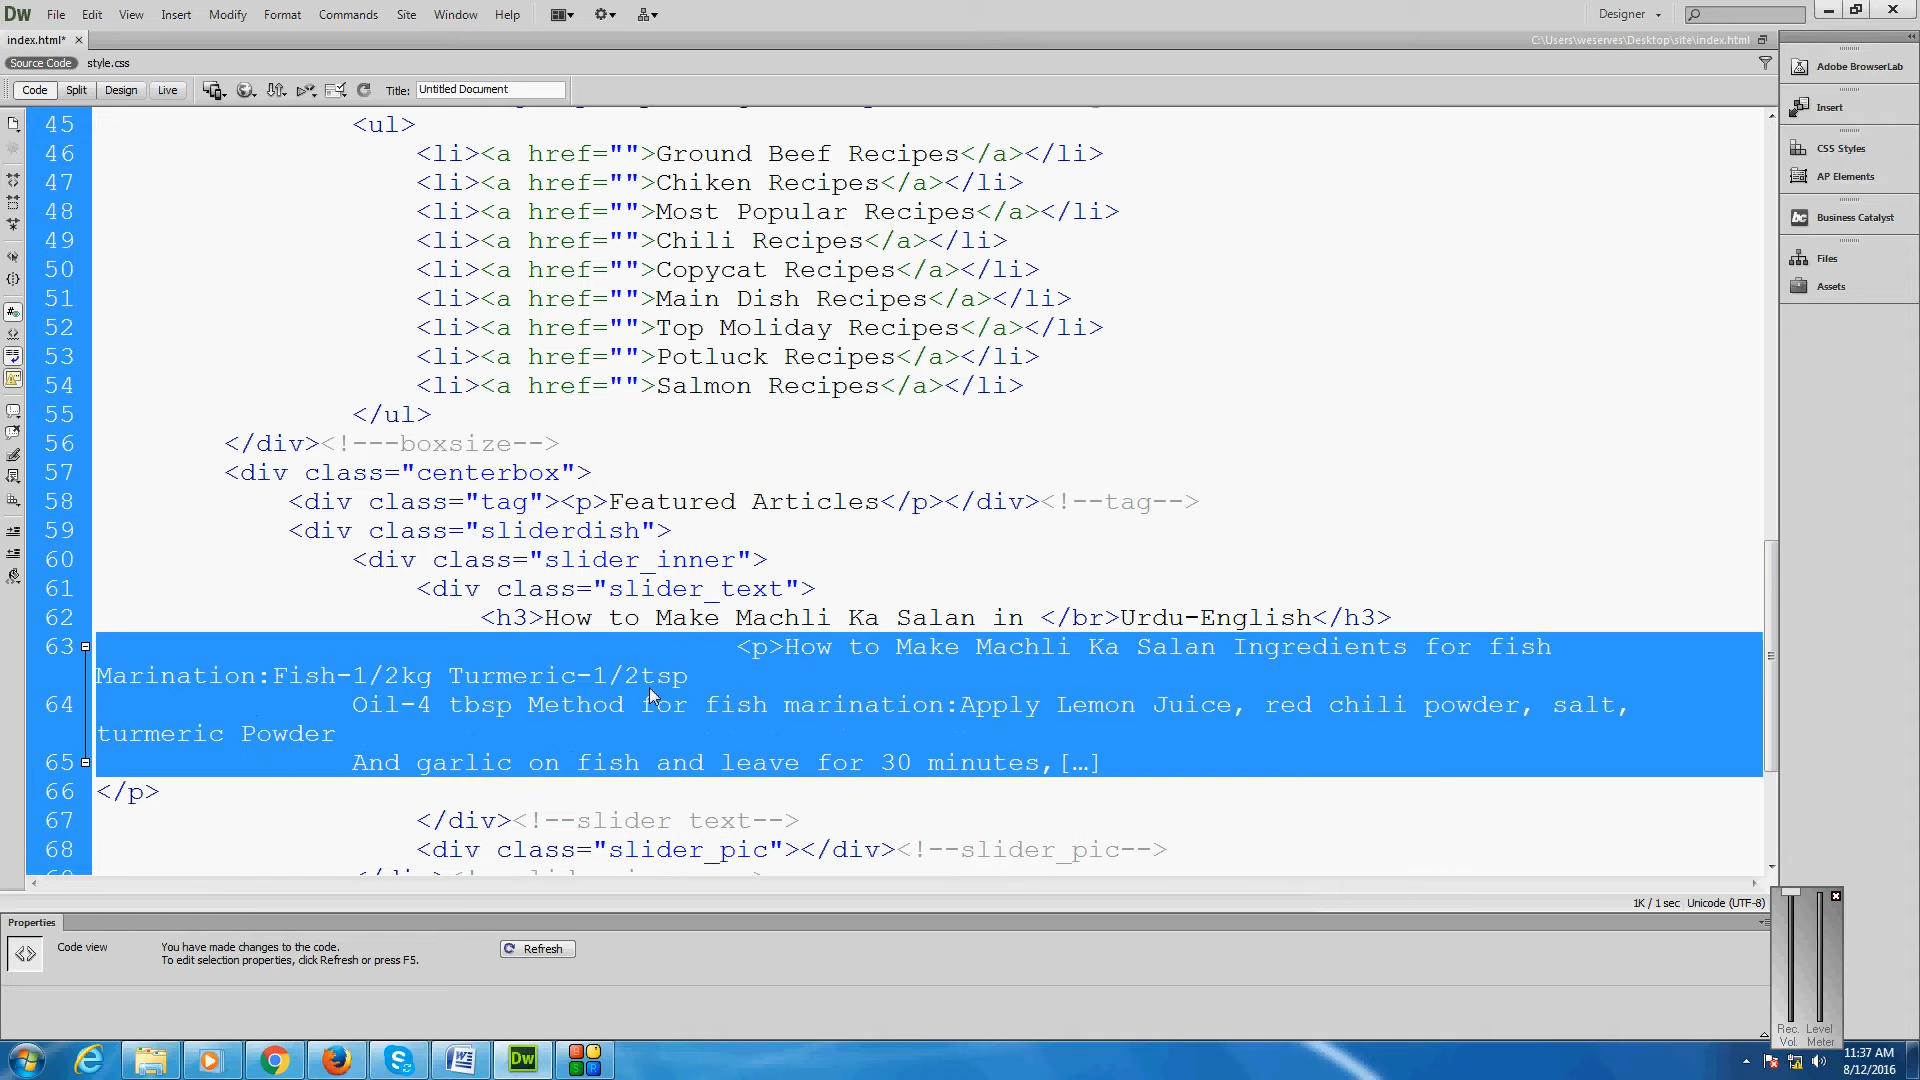 Dw File Edit View Insert Modify Format Commands Site Window Help Designer
index.html* C:\Users\weserves\Desktop\site\index.html
Source Code style.css
Code Split Design Live Title: Untitled Document
45 <ul>
46 <li><a href="">Ground Beef Recipes</a></li>
47 <li><a href="">Chiken Recipes</a></li>
48 <li><a href="">Most Popular Recipes</a></li>
49 <li><a href="">Chili Recipes</a></li>
50 <li><a href="">Copycat Recipes</a></li>
51 <li><a href="">Main Dish Recipes</a></li>
52 <li><a href="">Top Moliday Recipes</a></li>
53 <li><a href="">Potluck Recipes</a></li>
54 <li><a href="">Salmon Recipes</a></li>
55 </ul>
56 </div><!---boxsize-->
57 <div class="centerbox">
58 <div class="tag"><p>Featured Articles</p></div><!--tag-->
59 <div class="sliderdish">
60 <div class="slider_inner">
61 <div class="slider_text">
62 <h3>How to Make Machli Ka Salan in </br>Urdu-English</h3>
63 <p>How to Make Machli Ka Salan Ingredients for fish
Marination:Fish-1/2kg Turmeric-1/2tsp
64 Oil-4 tbsp Method for fish marination:Apply Lemon Juice, red chili powder, salt,
turmeric Powder
65 And garlic on fish and leave for 30 minutes,[…]
66 </p>
67 </div><!--slider text-->
68 <div class="slider_pic"></div><!--slider_pic-->
Adobe BrowserLab
Insert
CSS Styles
AP Elements
bc Business Catalyst
Files
Assets
1K / 1 sec Unicode (UTF-8)
Properties
Code view You have made changes to the code.
To edit selection properties, click Refresh or press F5.
Refresh
Rec. Level
Vol. Meter
Dw
11:37 AM
8/12/2016